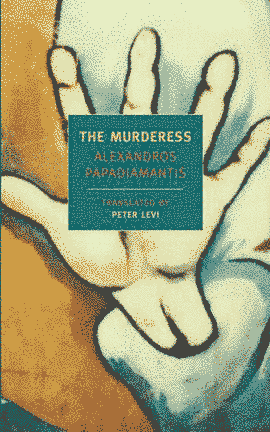 THE MURDERESS
ALEXANDROS
PAPADIAMANTIS
TRANSLATED BY
PETER LEVI